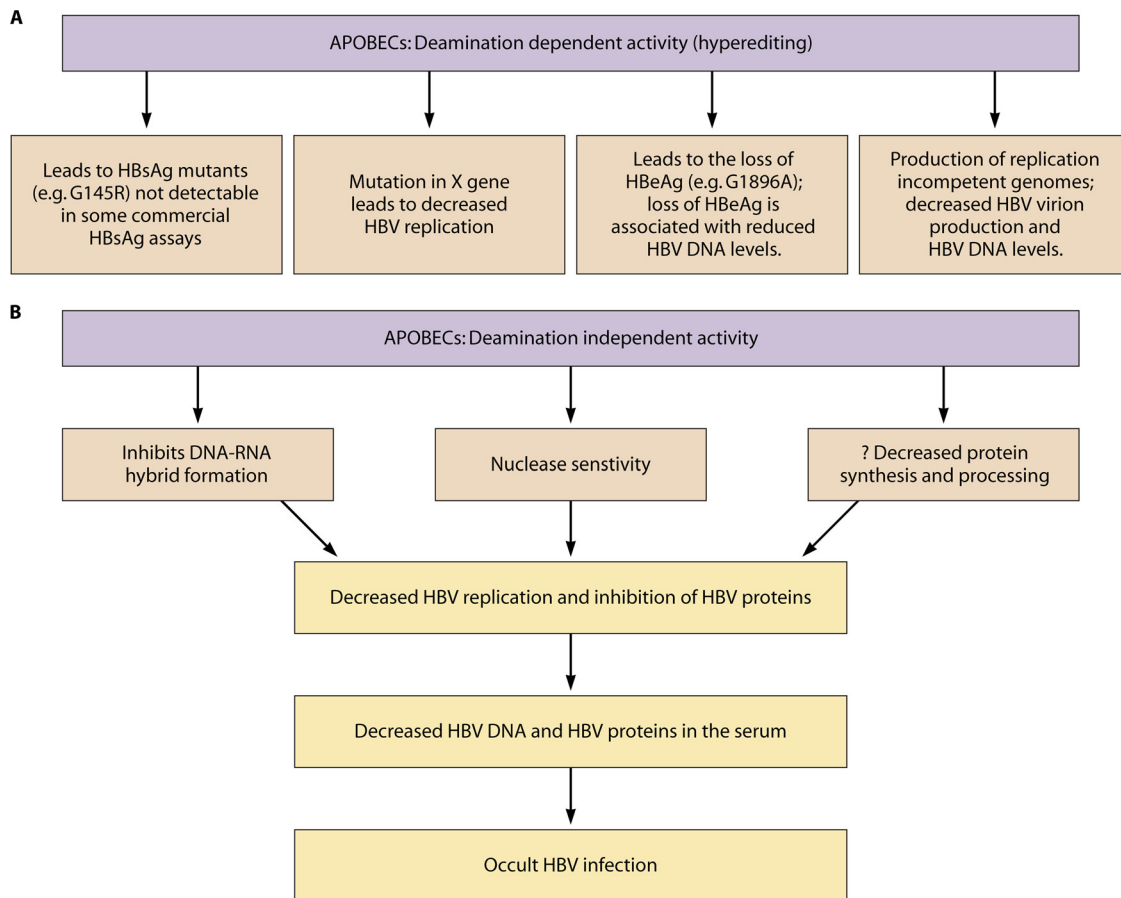 A
APOBECs: Deamination dependent activity (hyperediting)
Leads to HBsAg mutants
(e.g. G145R) not detectable
in some commercial
HBsAg assays
Mutation in X gene
leads to decreased
HBV replication
Leads to the loss of
HBeAg (e.g. G1896A);
loss of HBeAg is
associated with reduced
HBV DNA levels.
Production of replication
incompetent genomes;
decreased HBV virion
production and
HBV DNA levels.
B
APOBECs: Deamination independent activity
Inhibits DNA-RNA
hybrid formation
Nuclease senstivity
? Decreased protein
synthesis and processing
Decreased HBV replication and inhibition of HBV proteins
Decreased HBV DNA and HBV proteins in the serum
Occult HBV infection